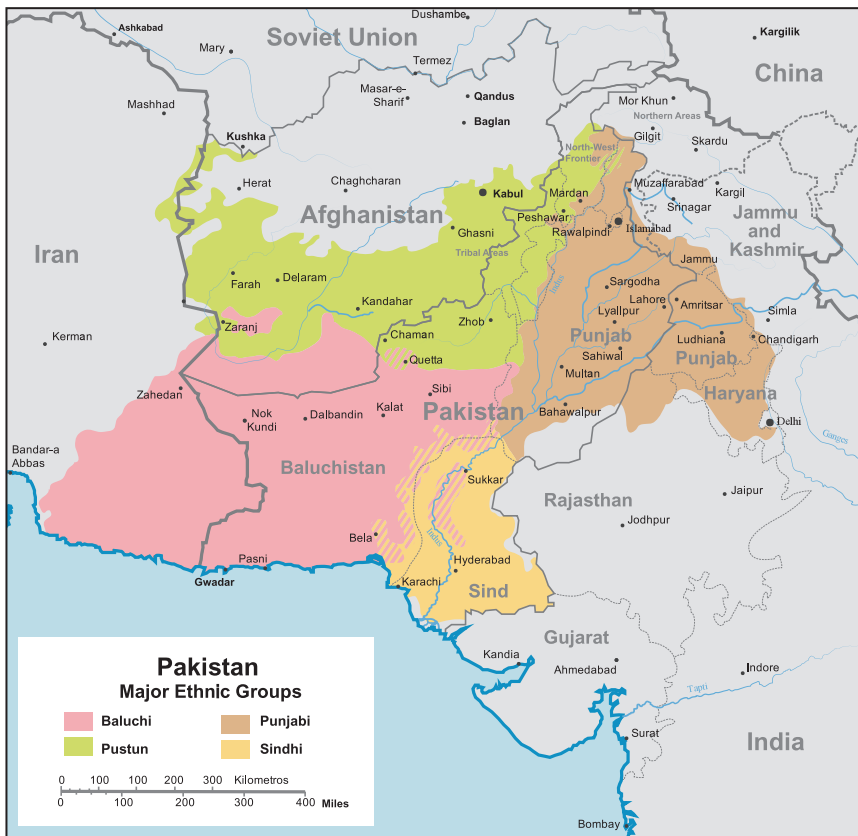 Dushambe
Ashkabad
Soviet Union
Kargilik
Mary
Termez
China
Masar-e-
Sharif
Qandus
Mor Khun
Mashhad
Baglan
Northern Areas
Kushka
Gilgit
Skardu
North-West
Frontier
Herat
Chaghcharan
Kabul
Mardan
Muzaffarabad
Kargil
Srinagar
Afghanistan
Peshawar
Jammu
and
Kashmir
Ghasni
Rawalpindi
Islamabad
Iran
Tribal Areas
Jammu
Farah
Delaram
Indus
Sargodha
Kandahar
Lahore
Amritsar
Zaranj
Zhob
Lyallpur
Simla
Kerman
Chaman
Punjab
Ludhiana
Chandigarh
Quetta
Sahiwal
Punjab
Multan
Zahedan
Sibi
Haryana
Nok
Kundi
Dalbandin
Kalat
Pakistan
Bahawalpur
Delhi
Ganges
Bandar-a
Abbas
Baluchistan
Sukkar
Rajasthan
Jaipur
Jodhpur
Bela
Indus
Pasni
Hyderabad
Gwadar
Karachi
Sind
Gujarat
Kandia
Ahmedabad
Indore
Tapti
Surat
India
Bombay
Pakistan
Major Ethnic Groups
Baluchi
Punjabi
Pustun
Sindhi
0 100 200 300 Kilometros
0 100 200 300 400 Miles